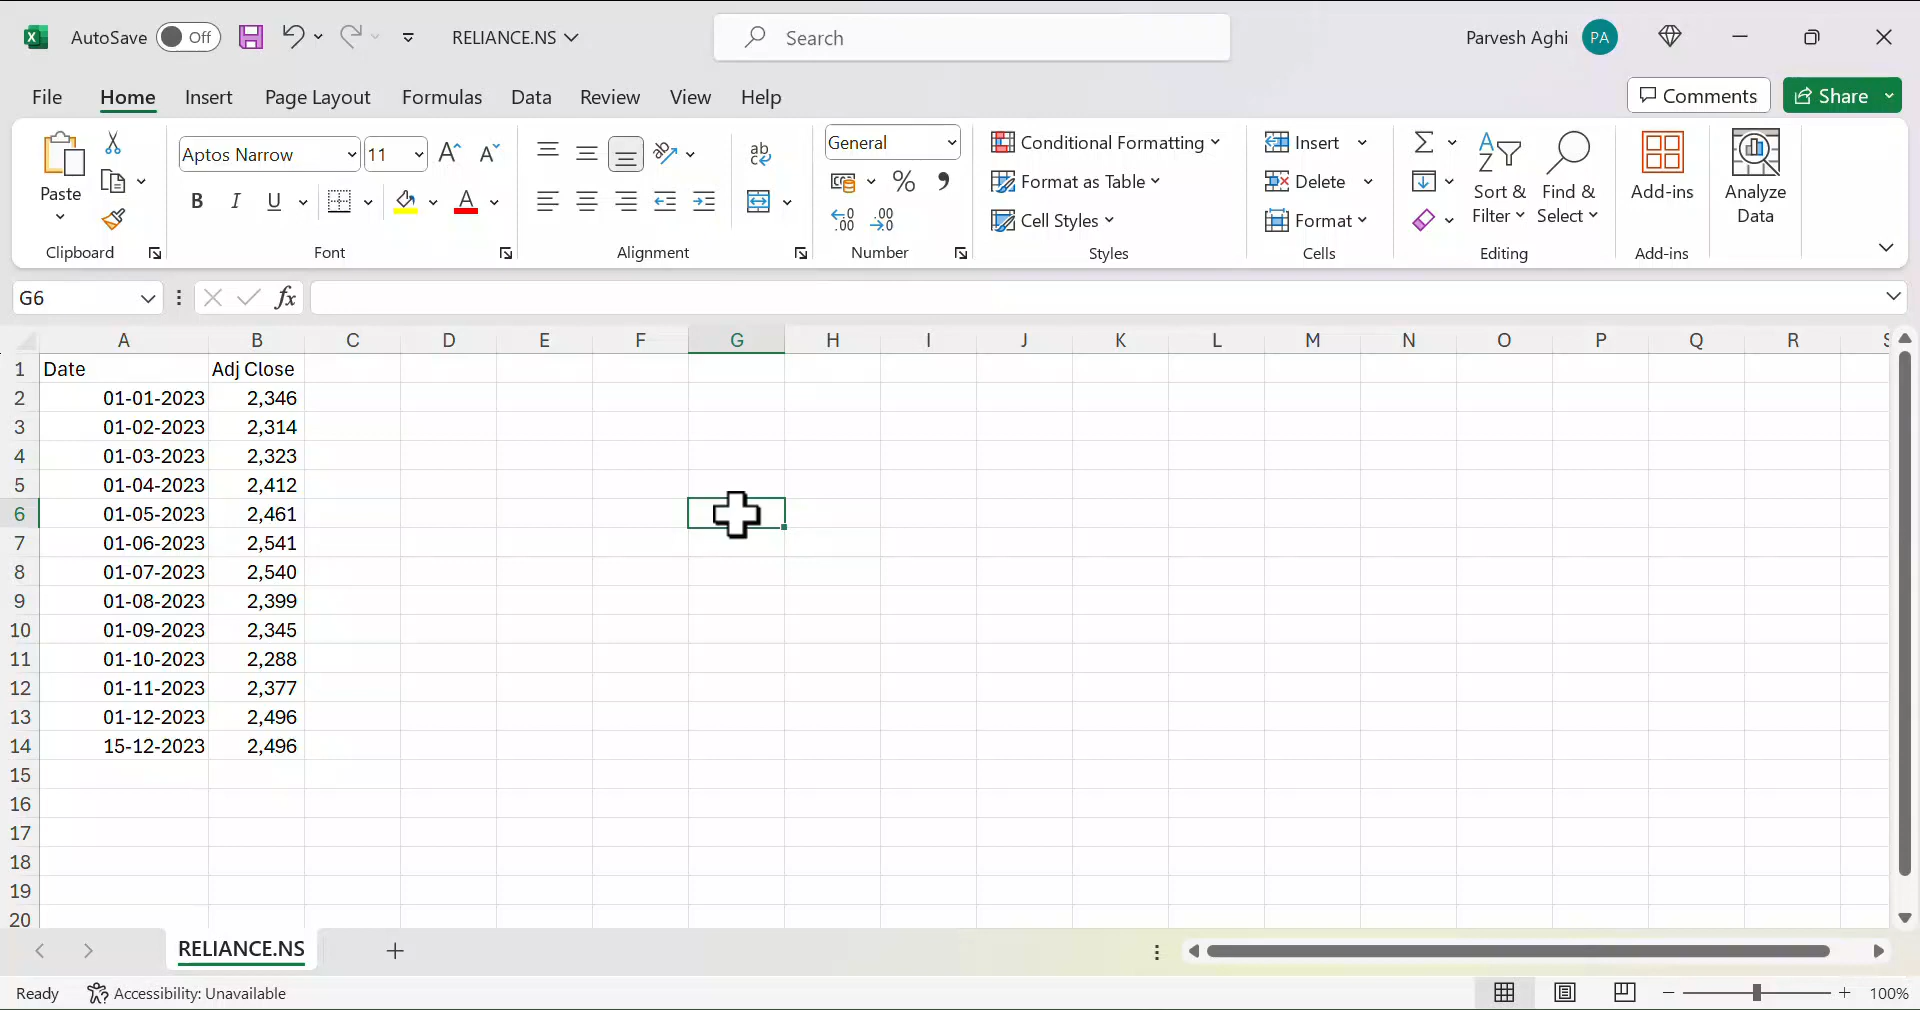 AutoSave Off RELIANCE.NS Search Parvesh Aghi PA
File Home Insert Page Layout Formulas Data Review View Help Comments Share
Paste
Clipboard
Aptos Narrow 11 A A
B I U A
Font
ab
Alignment
General
% ,
Number
Conditional Formatting
Format as Table
Cell Styles
Styles
Insert
Delete
Format
Cells
Sort & Filter
Find & Select
Editing
Add-ins
Add-ins
Analyze Data
G6 fx
A B C D E F G H I J K L M N O P Q R
1 Date Adj Close
2 01-01-2023 2,346
3 01-02-2023 2,314
4 01-03-2023 2,323
5 01-04-2023 2,412
6 01-05-2023 2,461
7 01-06-2023 2,541
8 01-07-2023 2,540
9 01-08-2023 2,399
10 01-09-2023 2,345
11 01-10-2023 2,288
12 01-11-2023 2,377
13 01-12-2023 2,496
14 15-12-2023 2,496
15
16
17
18
19
20
RELIANCE.NS
Ready Accessibility: Unavailable 100%